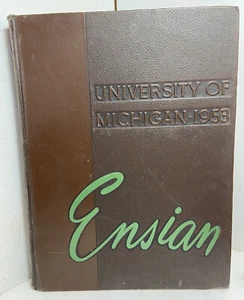 UNIVERSITY OF
MICHIGAN · 1953
Ensian